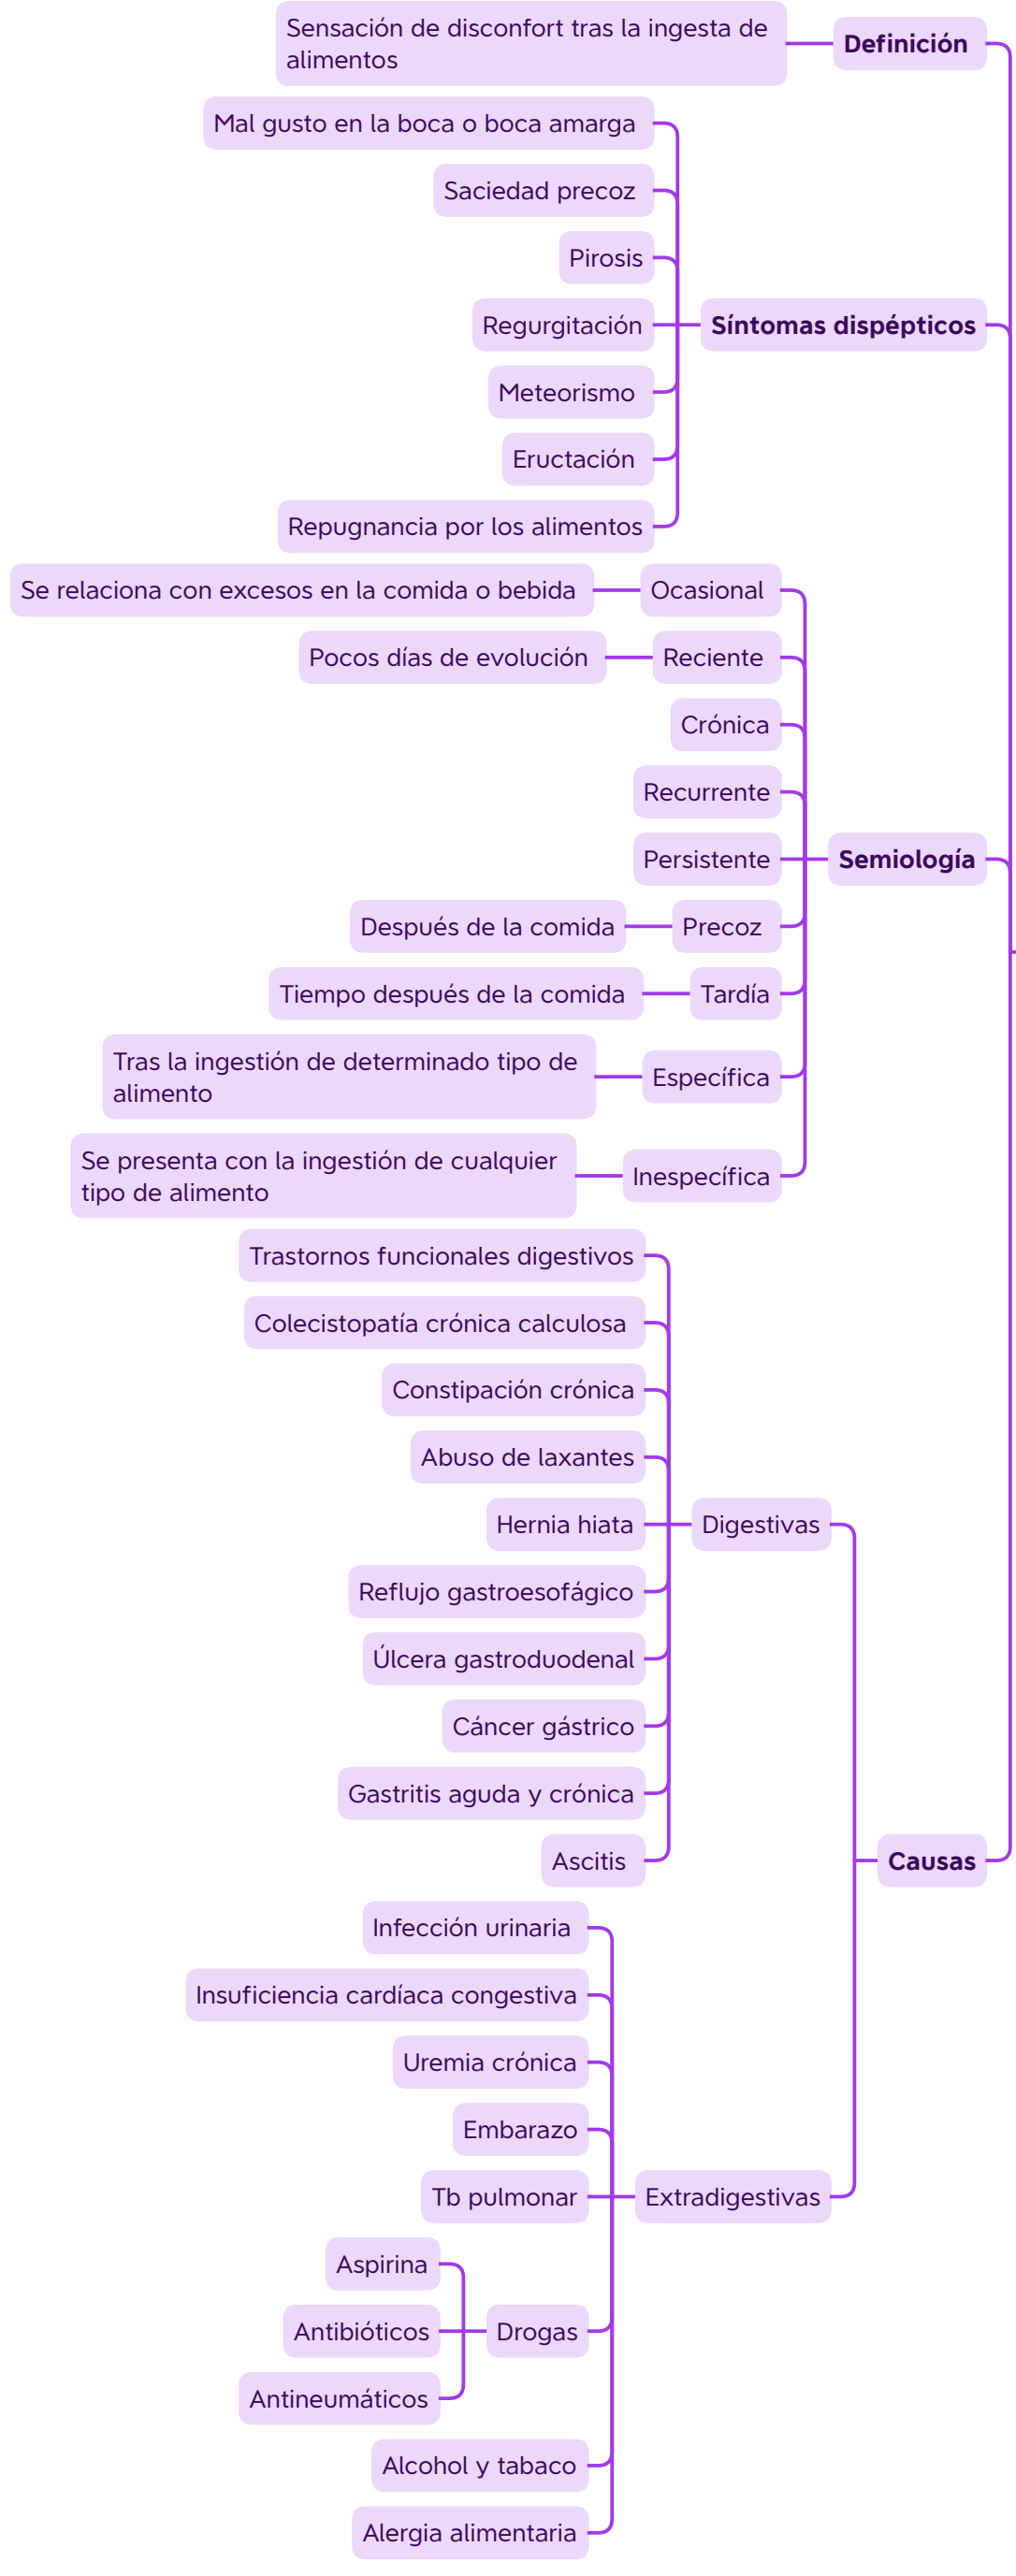 Sensación de disconfort tras la ingesta de
alimentos
Definición
Mal gusto en la boca o boca amarga
Saciedad precoz
Pirosis
Regurgitación
Síntomas dispépticos
Meteorismo
Eructación
Repugnancia por los alimentos
Se relaciona con excesos en la comida o bebida
Ocasional
Pocos días de evolución
Reciente
Crónica
Recurrente
Persistente
Semiología
Después de la comida
Precoz
Tiempo después de la comida
Tardía
Tras la ingestión de determinado tipo de
alimento
Específica
Se presenta con la ingestión de cualquier
tipo de alimento
Inespecífica
Trastornos funcionales digestivos
Colecistopatía crónica calculosa
Constipación crónica
Abuso de laxantes
Hernia hiata
Digestivas
Reflujo gastroesofágico
Úlcera gastroduodenal
Cáncer gástrico
Gastritis aguda y crónica
Ascitis
Causas
Infección urinaria
Insuficiencia cardíaca congestiva
Uremia crónica
Embarazo
Tb pulmonar
Extradigestivas
Aspirina
Antibióticos
Drogas
Antineumáticos
Alcohol y tabaco
Alergia alimentaria